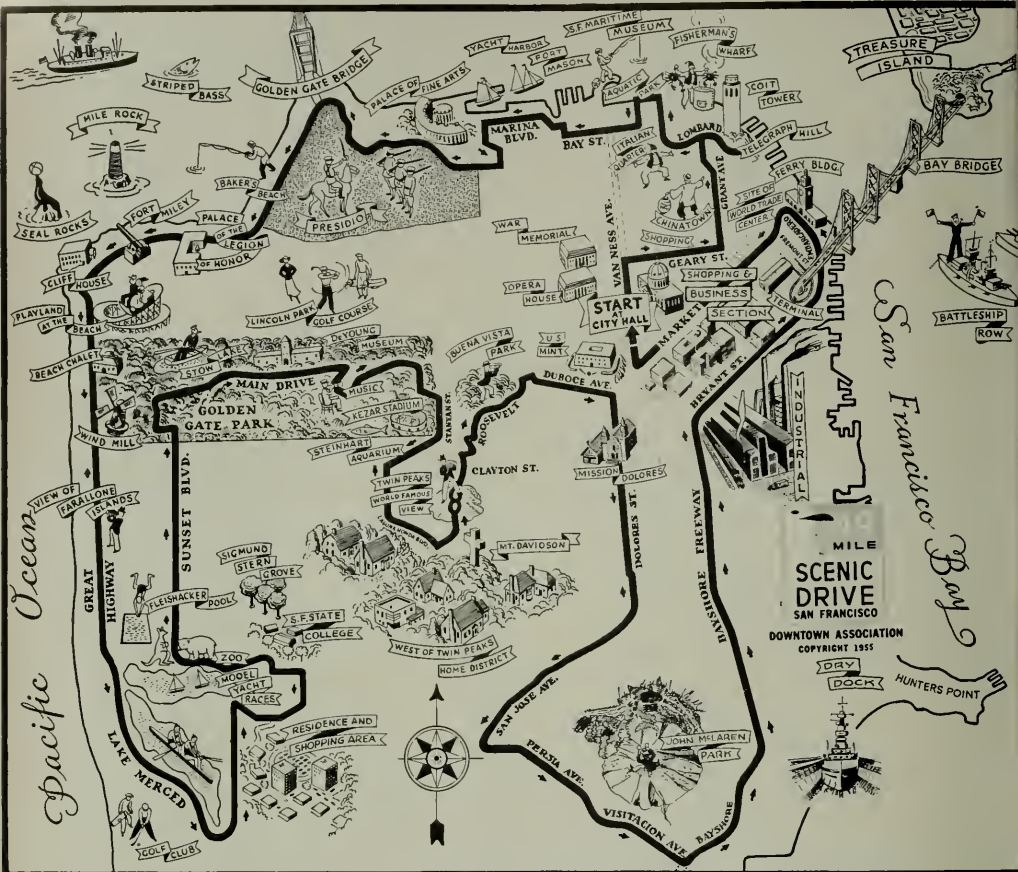 STRIPED
BASS
GOLDEN GATE BRIDGE
PALACE OF
FINE ARTS
YACHT HARBOR
FORT
MASON
S.F. MARITIME
MUSEUM
AQUATIC
PARK
FISHERMAN'S
WHARF
COIT
TOWER
TREASURE
ISLAND
MILE ROCK
MARINA
BLVD.
BAY ST.
LOMBARD
TELEGRAPH HILL
ITALIAN
QUARTER
BAY BRIDGE
BAKER'S
BEACH
PRESIDIO
SEAL ROCKS
FORT MILEY
PALACE
OF THE
LEGION
OF HONOR
CHINATOWN
SHOPPING
GRANT AVE
SITE OF
WORLD TRADE
CENTER
FERRY BLDG.
EMBARCADERO
FREMONT ST.
CLIFF
HOUSE
WAR
MEMORIAL
OPERA
HOUSE
VAN NESS AVE.
GEARY ST.
START
AT
CITY HALL
SHOPPING &
BUSINESS
SECTION
TERMINAL
MARKET
BATTLESHIP
ROW
PLAYLAND
AT THE
BEACH
LINCOLN PARK
GOLF COURSE
BEACH CHALET
STOW
LAKE
DeYOUNG
MUSEUM
BUENA VISTA
PARK
U S
MINT
DUBOCE AVE.
BRYANT ST.
INDUSTRIAL
MAIN DRIVE
GOLDEN
GATE PARK
MUSIC
KEZAR STADIUM
STEINHART
AQUARIUM
STANYAN ST.
ROOSEVELT
WIND MILL
CLAYTON ST.
TWIN PEAKS
WORLD FAMOUS
VIEW
MISSION
DOLORES
VIEW OF
FARALLONE
ISLANDS
SUNSET BLVD.
GREAT
HIGHWAY
LAGUNA HONDA BLVD.
MT. DAVIDSON
DOLORES ST.
BAYSHORE FREEWAY
SIGMUND
STERN
GROVE
FLEISHACKER
POOL
S.F. STATE
COLLEGE
ZOO
MODEL
YACHT
RACES
WEST OF TWIN PEAKS
HOME DISTRICT
SAN JOSE AVE.
RESIDENCE AND
SHOPPING AREA
LAKE MERCED
GOLF
CLUB
PERSIA AVE.
JOHN McLAREN
PARK
VISITACION AVE.
BAYSHORE
MILE
SCENIC
DRIVE
SAN FRANCISCO
DOWNTOWN ASSOCIATION
COPYRIGHT 1955
DRY
DOCK
HUNTERS POINT
Pacific Ocean
San Francisco Bay